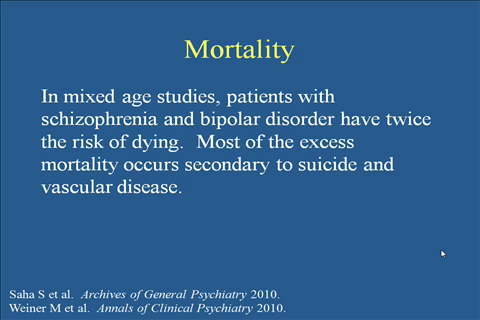 Mortality
In mixed age studies, patients with
schizophrenia and bipolar disorder have twice
the risk of dying.  Most of the excess
mortality occurs secondary to suicide and
vascular disease.
Saha S et al.  Archives of General Psychiatry 2010.
Weiner M et al.  Annals of Clinical Psychiatry 2010.